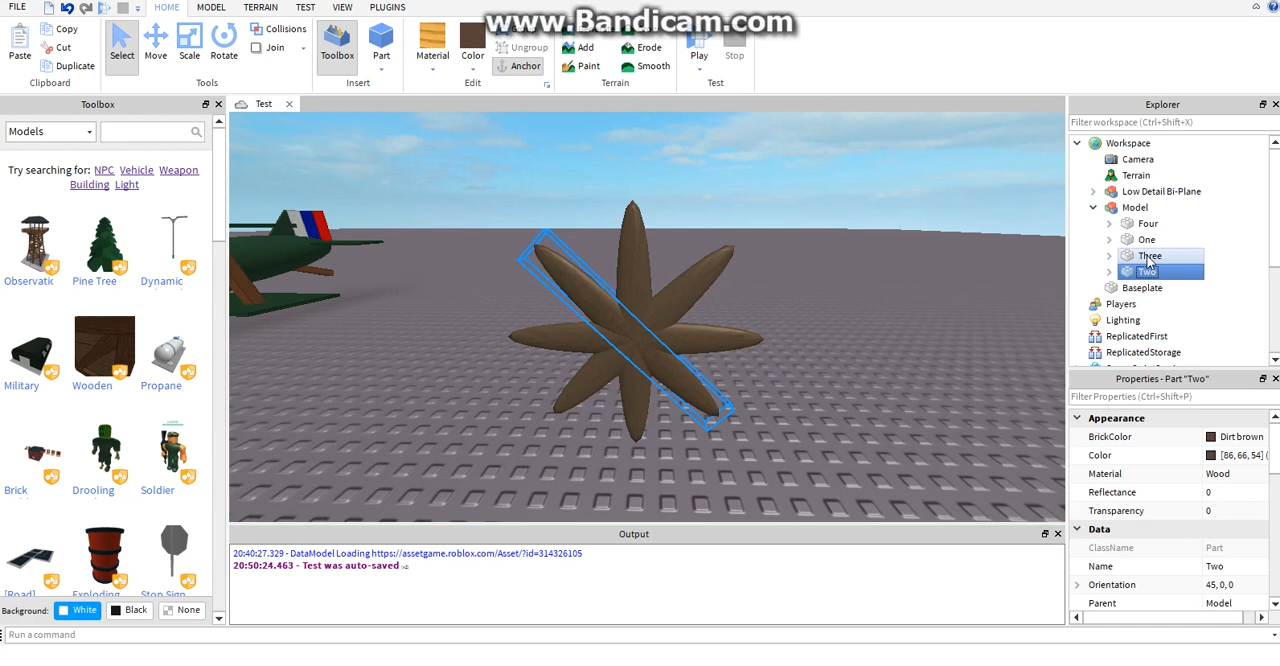 FILE HOME MODEL TERRAIN TEST VIEW PLUGINS
www.Bandicam.com
Paste Copy Cut Duplicate
Select Move Scale Rotate Collisions Join
Toolbox Part
Material Color Ungroup Anchor
Add Paint Erode Smooth
Play Stop
Clipboard Tools Insert Edit Terrain Test
Toolbox
Models
Try searching for: NPC Vehicle Weapon
Building Light
Observatic Pine Tree Dynamic
Military Wooden Propane
Brick Drooling Soldier
[Road] Exploding Stop Sign
Background: White Black None
Run a command
Test
Output
20:40:27.329 - DataModel Loading https://assetgame.roblox.com/Asset/?id=314326105
20:50:24.463 - Test was auto-saved
Explorer
Filter workspace (Ctrl+Shift+X)
Workspace
Camera
Terrain
Low Detail Bi-Plane
Model
Four
One
Three
Two
Baseplate
Players
Lighting
ReplicatedFirst
ReplicatedStorage
Properties - Part "Two"
Filter Properties (Ctrl+Shift+P)
Appearance
BrickColor Dirt brown
Color [86, 66, 54] (
Material Wood
Reflectance 0
Transparency 0
Data
ClassName Part
Name Two
Orientation 45, 0, 0
Parent Model